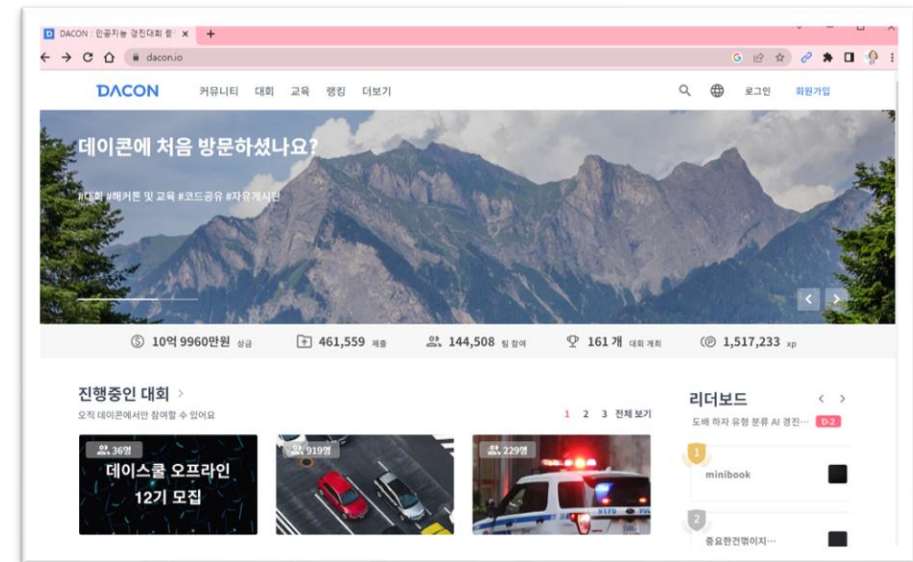 DACON : 인공지능 경진대회 플
dacon.io
DACON 커뮤니티 대회 교육 랭킹 더보기 로그인 회원가입
데이콘에 처음 방문하셨나요?
#대회 #해커톤 및 교육 #코드공유 #자유게시판
10억 9960만원 상금 461,559 제출 144,508 팀 참여 161개 대회 개최 1,517,233 xp
진행중인 대회
오직 데이콘에서만 참여할 수 있어요
1 2 3 전체 보기
36명
데이스쿨 오프라인
12기 모집
919명
229명
리더보드
도배 하자 유형 분류 AI 경진… D-2
1
minibook
2
중요한건꺾이지…